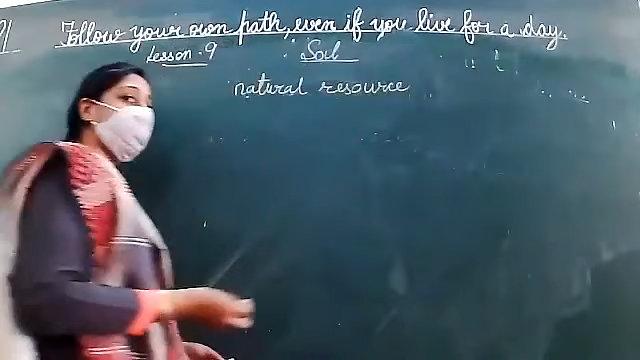 Follow your own path, even if you live for a day.
Lesson - 9 Soil
natural resource